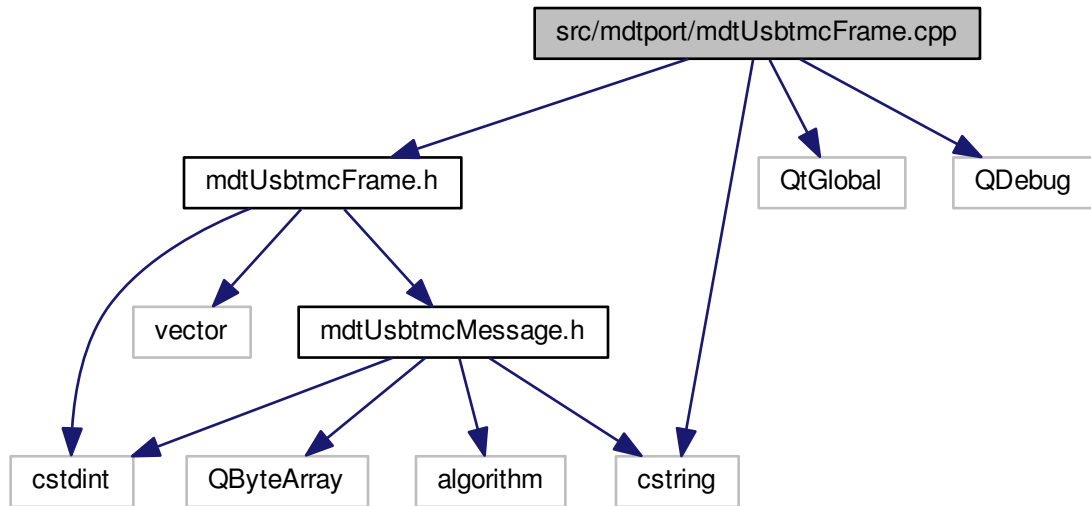 src/mdtport/mdtUsbtmcFrame.cpp
mdtUsbtmcFrame.h
QtGlobal
QDebug
vector
mdtUsbtmcMessage.h
cstdint
QByteArray
algorithm
cstring